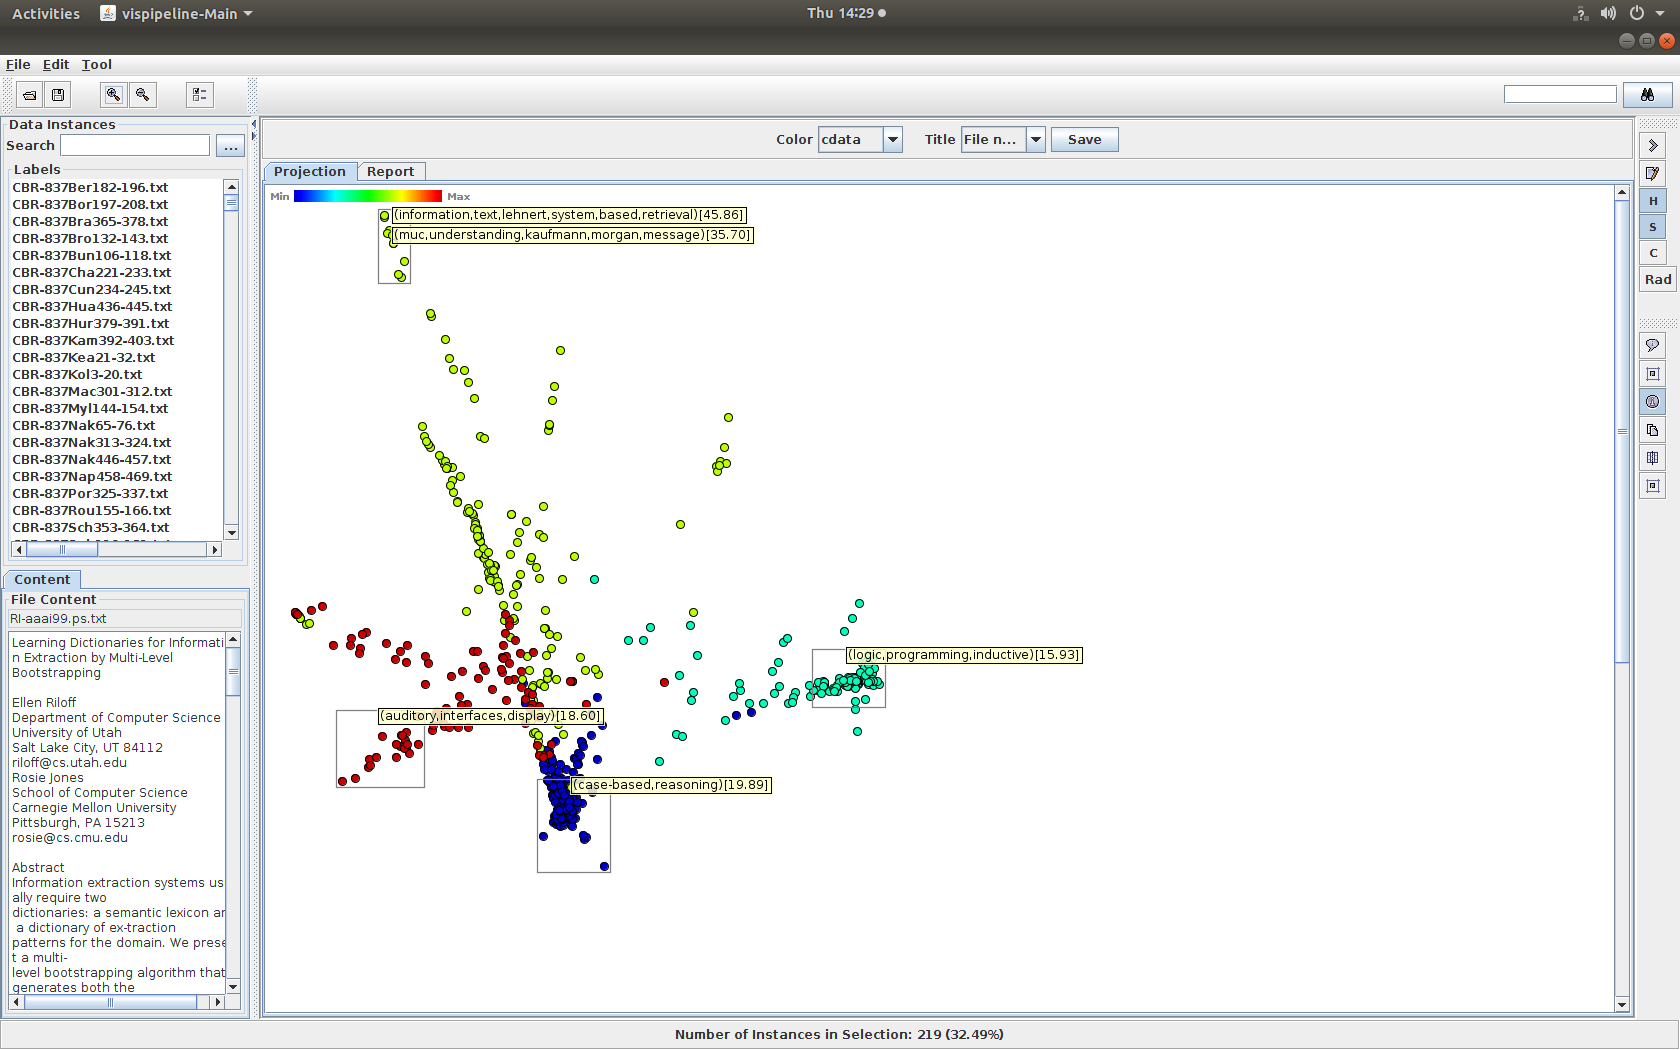 Activities vispipeline-Main Thu 14:29
File Edit Tool
Data Instances
Search ...
Labels
CBR-837Ber182-196.txt
CBR-837Bor197-208.txt
CBR-837Bra365-378.txt
CBR-837Bro132-143.txt
CBR-837Bun106-118.txt
CBR-837Cha221-233.txt
CBR-837Cun234-245.txt
CBR-837Hua436-445.txt
CBR-837Hur379-391.txt
CBR-837Kam392-403.txt
CBR-837Kea21-32.txt
CBR-837Kol3-20.txt
CBR-837Mac301-312.txt
CBR-837Myl144-154.txt
CBR-837Nak65-76.txt
CBR-837Nak313-324.txt
CBR-837Nak446-457.txt
CBR-837Nap458-469.txt
CBR-837Por325-337.txt
CBR-837Rou155-166.txt
CBR-837Sch353-364.txt
Content
File Content
RI-aaai99.ps.txt
Learning Dictionaries for Informati
n Extraction by Multi-Level
Bootstrapping
Ellen Riloff
Department of Computer Science
University of Utah
Salt Lake City, UT 84112
riloff@cs.utah.edu
Rosie Jones
School of Computer Science
Carnegie Mellon University
Pittsburgh, PA 15213
rosie@cs.cmu.edu
Abstract
Information extraction systems us
ally require two
dictionaries: a semantic lexicon ar
a dictionary of ex-traction
patterns for the domain. We prese
t a multi-
level bootstrapping algorithm that
generates both the
Color cdata Title File n... Save
Projection Report
Min Max
(information,text,lehnert,system,based,retrieval)[45.86]
(muc,understanding,kaufmann,morgan,message)[35.70]
(logic,programming,inductive)[15.93]
(auditory,interfaces,display)[18.60]
(case-based,reasoning)[19.89]
H
S
C
Rad
Number of Instances in Selection: 219 (32.49%)